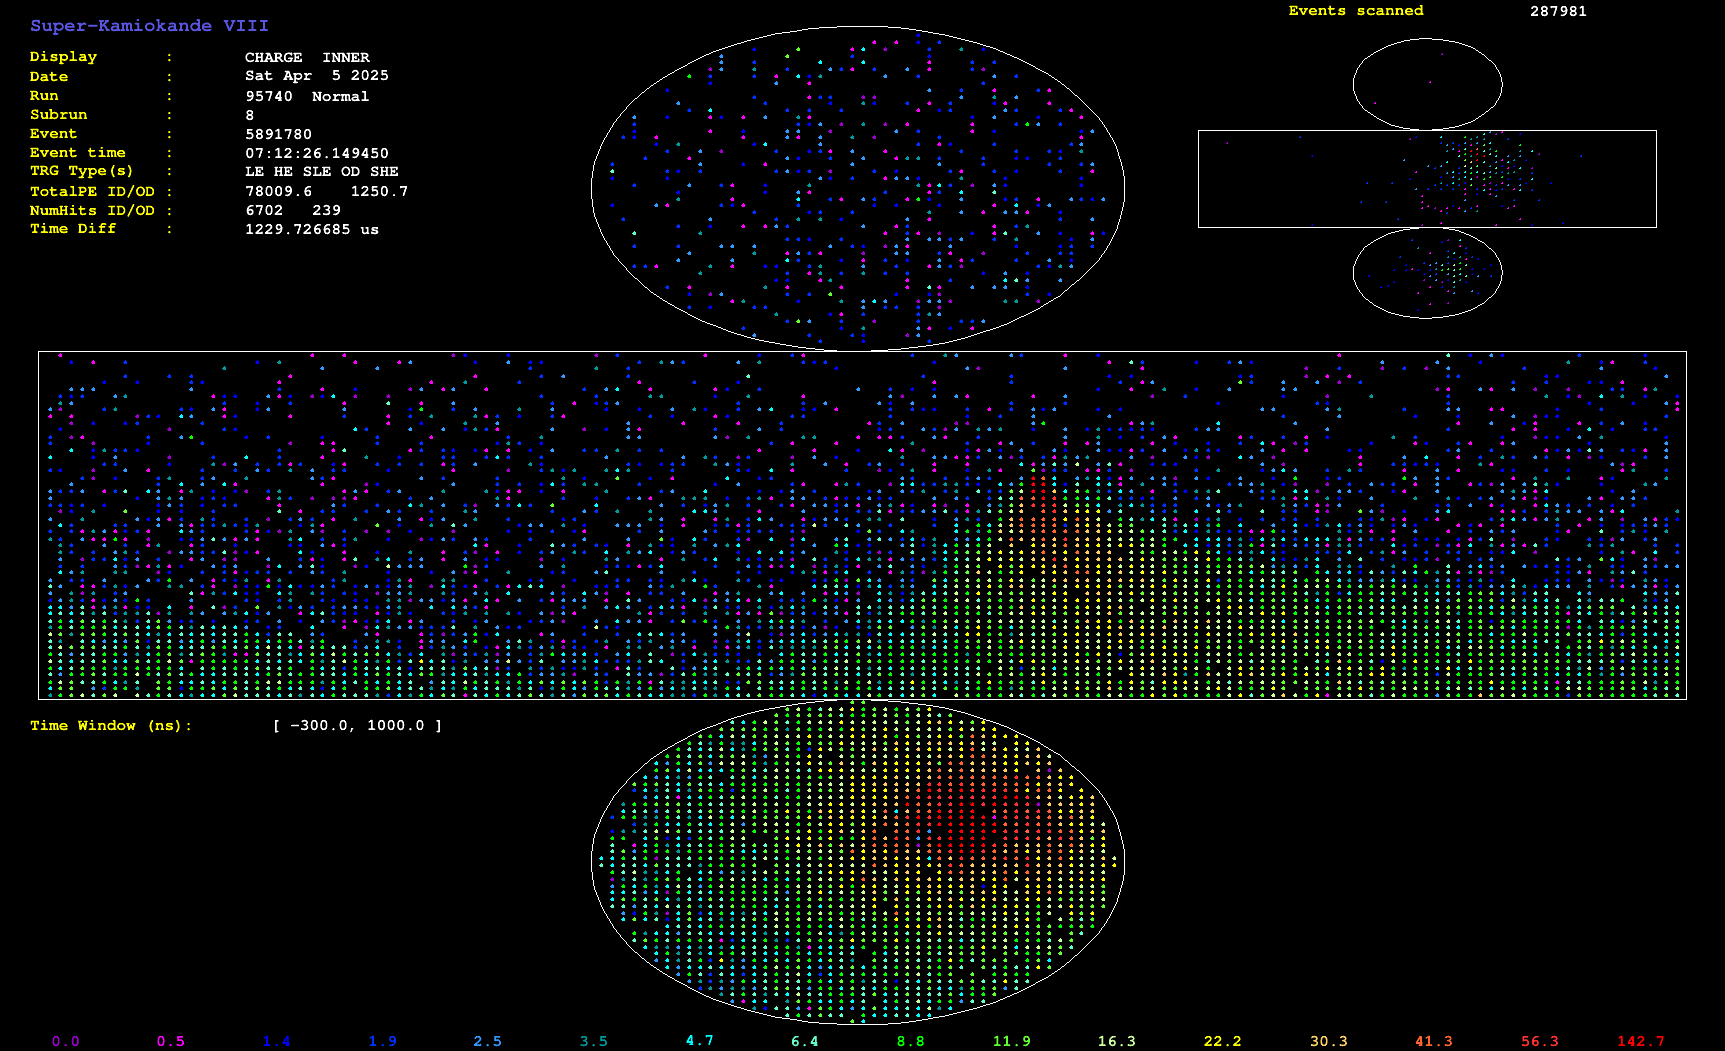 Super-Kamiokande VIII
Events scanned 287981
Display : CHARGE INNER
Date : Sat Apr 5 2025
Run : 95740 Normal
Subrun : 8
Event : 5891780
Event time : 07:12:26.149450
TRG Type(s) : LE HE SLE OD SHE
TotalPE ID/OD : 78009.6 1250.7
NumHits ID/OD : 6702 239
Time Diff : 1229.726685 us
Time Window (ns): [ -300.0, 1000.0 ]
0.0 0.5 1.4 1.9 2.5 3.5 4.7 6.4 8.8 11.9 16.3 22.2 30.3 41.3 56.3 142.7